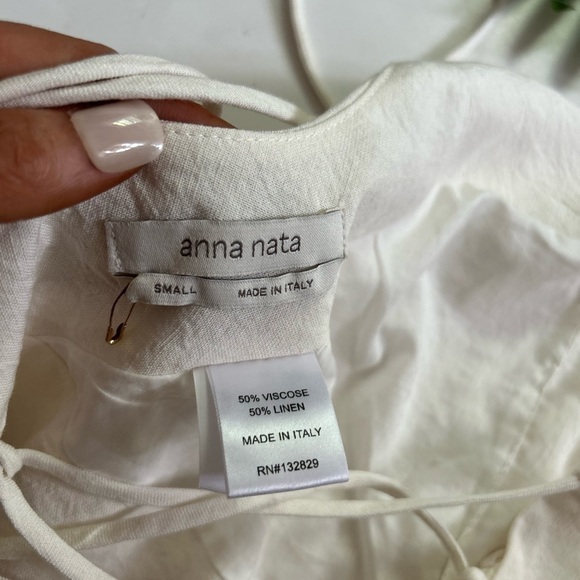 anna nata
SMALL MADE IN ITALY
50% VISCOSE
50% LINEN
MADE IN ITALY
RN#132829